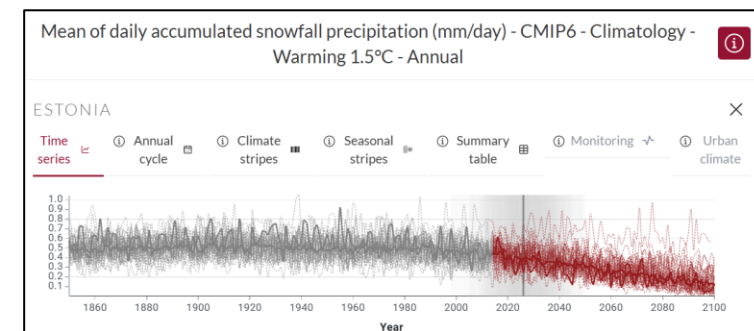 Mean of daily accumulated snowfall precipitation (mm/day) - CMIP6 - Climatology -
Warming 1.5°C - Annual
ESTONIA
Time series
Annual cycle
Climate stripes
Seasonal stripes
Summary table
Monitoring
Urban climate
1.0
0.9
0.8
0.7
0.6
0.5
0.4
0.3
0.2
0.1
1860 1880 1900 1920 1940 1960 1980 2000 2020 2040 2060 2080 2100
Year